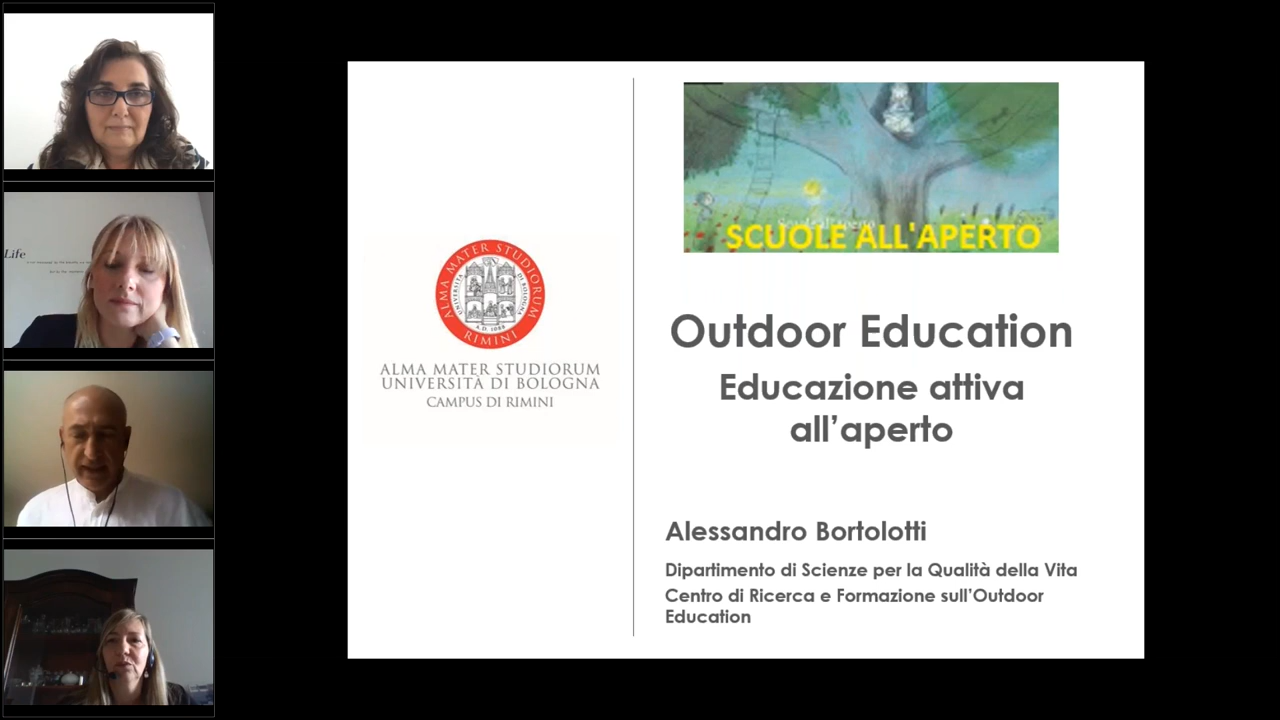 Life
SCUOLE ALL'APERTO
ALMA MATER STUDIORUM
UNIVERSITÀ DI BOLOGNA
A.D. 1088
RIMINI
ALMA MATER STUDIORUM
UNIVERSITÀ DI BOLOGNA
CAMPUS DI RIMINI
Outdoor Education
Educazione attiva
all’aperto
Alessandro Bortolotti
Dipartimento di Scienze per la Qualità della Vita
Centro di Ricerca e Formazione sull’Outdoor
Education